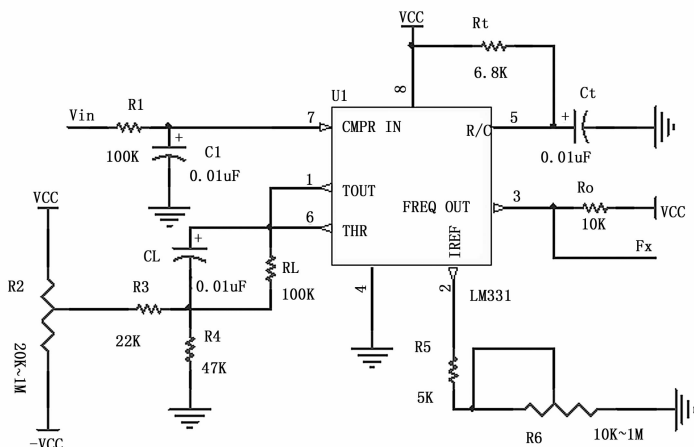 VCC
Rt
6.8K
8
U1
Ct
Vin
R1
7
CMPR IN
R/C
5
+
0.01uF
100K
+
C1
0.01uF
1
TOUT
VCC
6
THR
FREQ OUT
3
Ro
10K
VCC
Fx
IREF
+
CL
0.01uF
RL
100K
4
2
LM331
R2
20K~1M
R3
22K
R4
47K
R5
5K
R6
10K~1M
-VCC